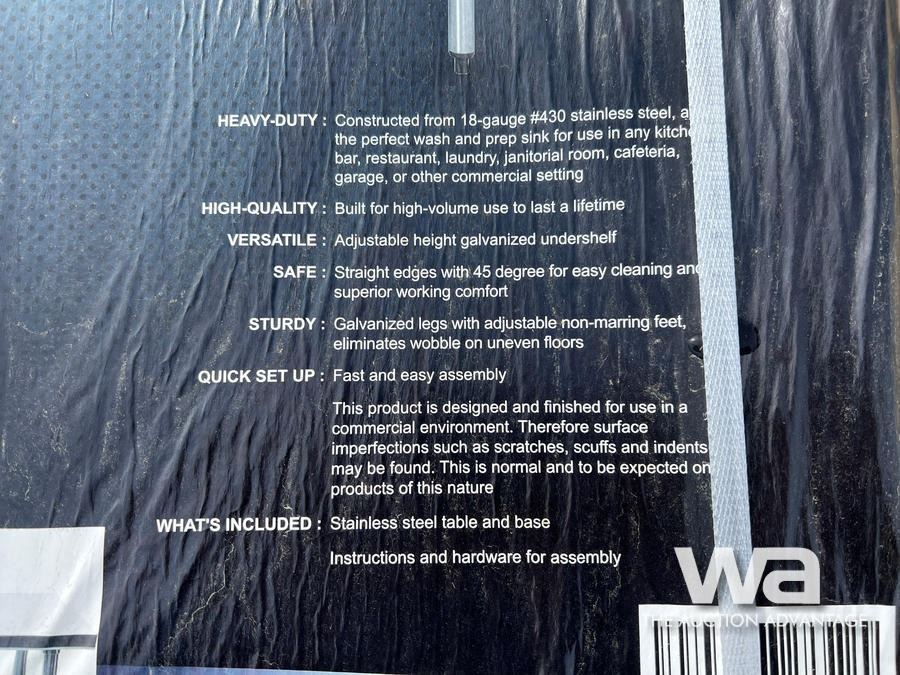 HEAVY-DUTY : Constructed from 18-gauge #430 stainless steel,
the perfect wash and prep sink for use in any
bar, restaurant, laundry, janitorial room, cafeteria,
garage, or other commercial setting
HIGH-QUALITY : Built for high-volume use to last a lifetime
VERSATILE : Adjustable height galvanized undershelf
SAFE : Straight edges with 45 degree for easy cleaning and
superior working comfort
STURDY : Galvanized legs with adjustable non-marring feet,
eliminates wobble on uneven floors
QUICK SET UP : Fast and easy assembly
This product is designed and finished for use in a
commercial environment. Therefore surface
imperfections such as scratches, scuffs and indents
may be found. This is normal and to be expected on
products of this nature
WHAT'S INCLUDED : Stainless steel table and base
Instructions and hardware for assembly
wa
THE AUCTION ADVANTAGE